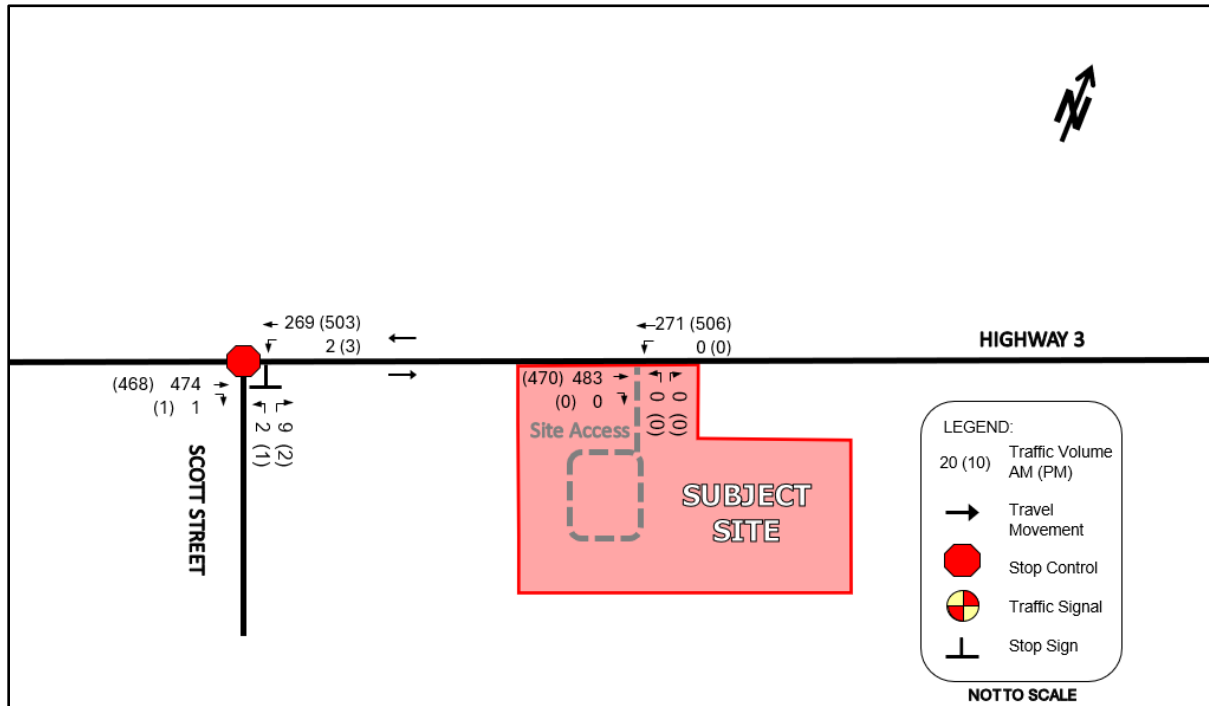 N
269 (503)
2 (3)
271 (506)
0 (0)
HIGHWAY 3
(468) 474
(1) 1
2 (1)
9 (2)
(470) 483
(0) 0
0 (0)
0 (0)
Site Access
SCOTT STREET
SUBJECT
SITE
LEGEND:
20 (10) Traffic Volume
AM (PM)
Travel
Movement
Stop Control
Traffic Signal
Stop Sign
NOT TO SCALE